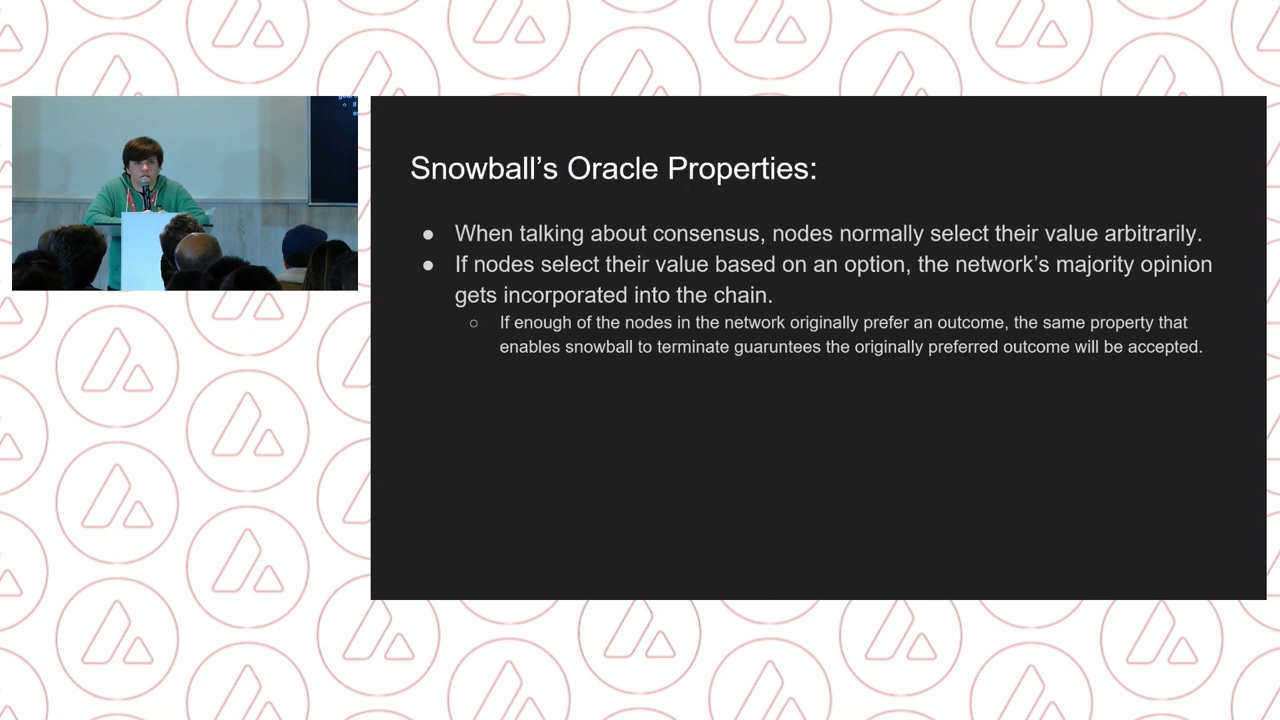 Snowball’s Oracle Properties:
When talking about consensus, nodes normally select their value arbitrarily.
If nodes select their value based on an option, the network’s majority opinion
gets incorporated into the chain.
If enough of the nodes in the network originally prefer an outcome, the same property that
enables snowball to terminate guaruntees the originally preferred outcome will be accepted.